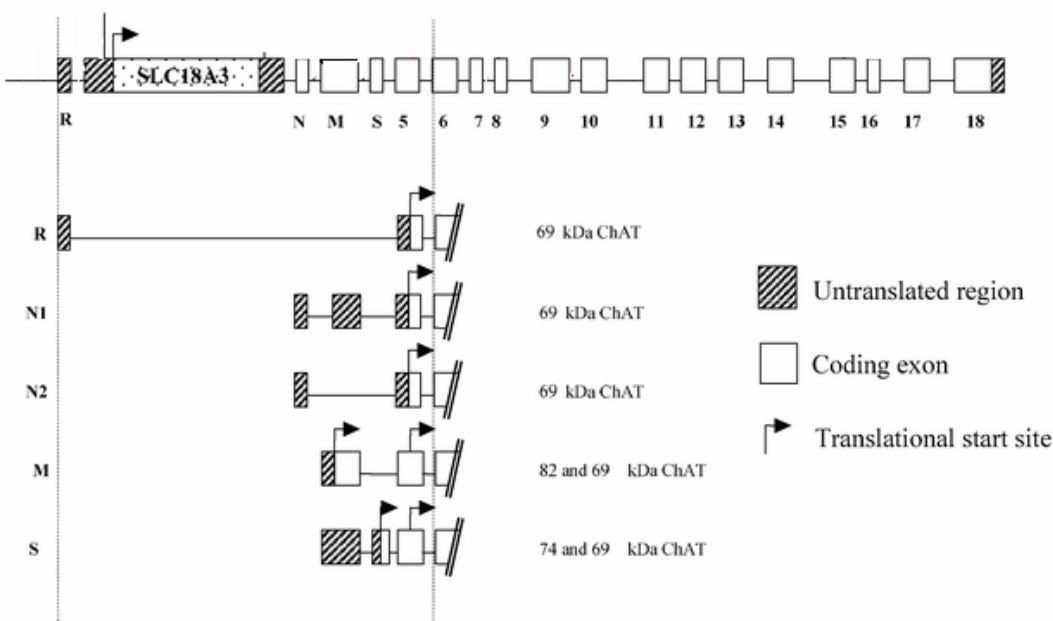 SLC18A3
R N M S 5 6 7 8 9 10 11 12 13 14 15 16 17 18
R 69 kDa ChAT
N1 69 kDa ChAT
N2 69 kDa ChAT
M 82 and 69 kDa ChAT
S 74 and 69 kDa ChAT
Untranslated region
Coding exon
Translational start site